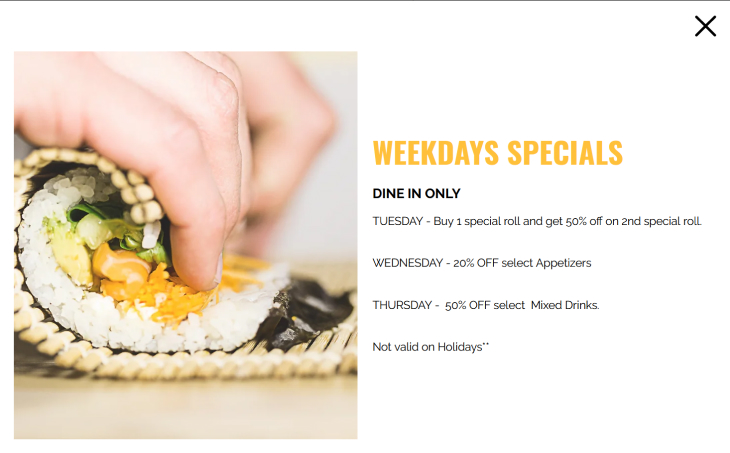 WEEKDAYS SPECIALS
DINE IN ONLY
TUESDAY - Buy 1 special roll and get 50% off on 2nd special roll.
WEDNESDAY - 20% OFF select Appetizers
THURSDAY - 50% OFF select Mixed Drinks.
Not valid on Holidays**